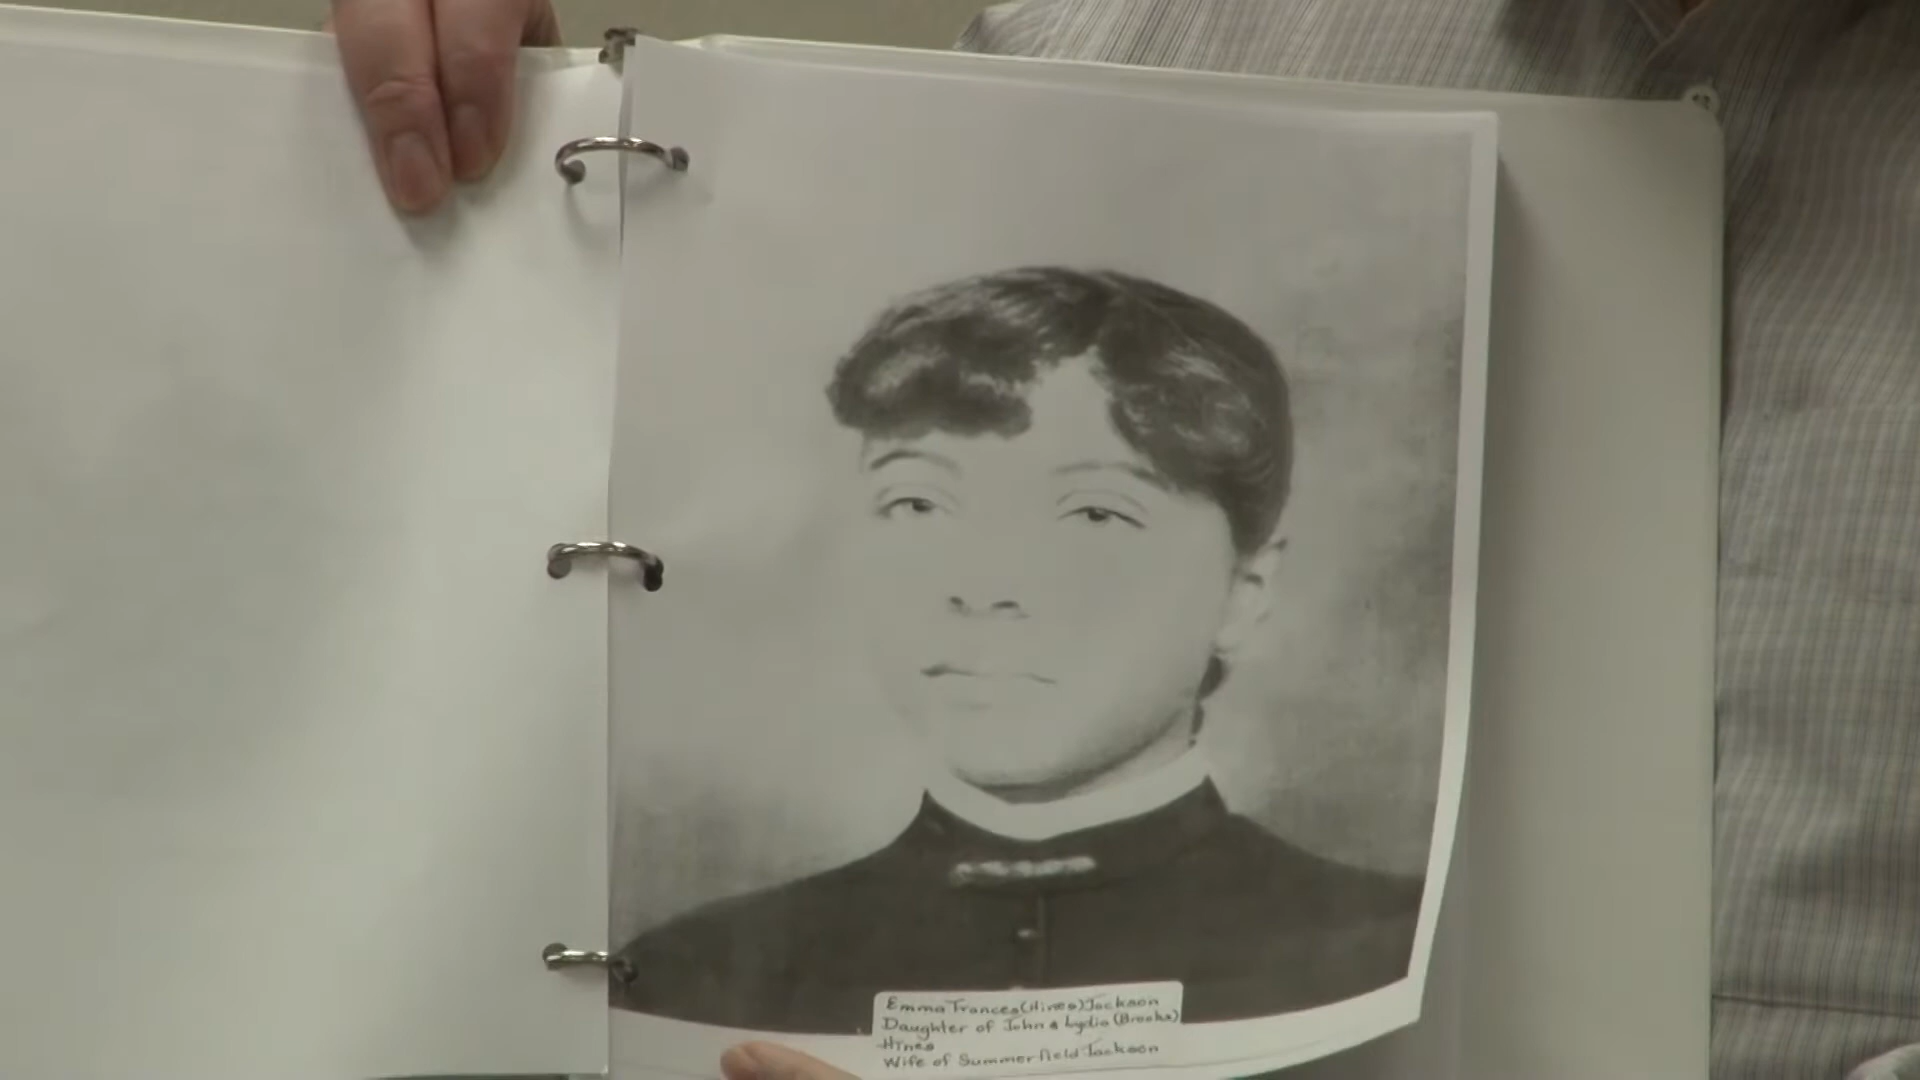 Emma Frances (Hines) Jackson
Daughter of John & Lydia (Brooks)
Hines
Wife of Summerfield Jackson